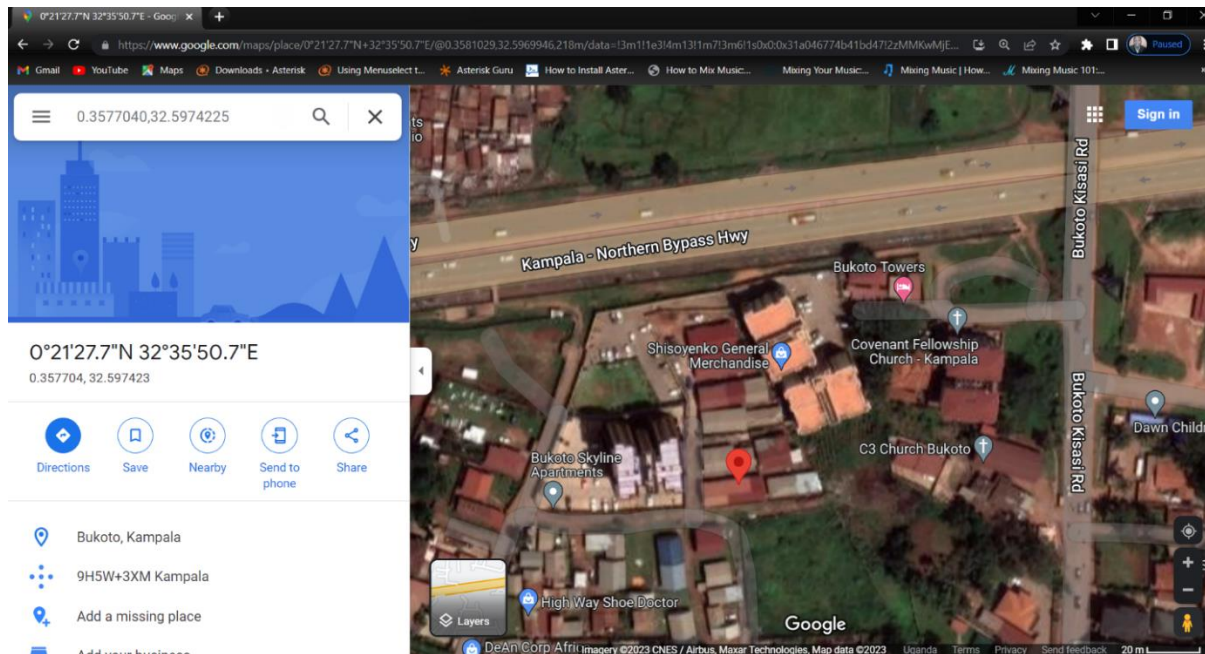 0°21'27.7"N 32°35'50.7"E - Goog
https://www.google.com/maps/place/0°21'27.7"N+32°35'50.7"E/@0.3581029,32.5969946,218m/data=!3m1!1e3!4m13!1m7!3m6!1s0x0:0x31a046774b41bd47!2zMMKwMjE...
Paused
Gmail
YouTube
Maps
Downloads • Asterisk
Using Menuselect t...
Asterisk Guru
How to Install Aster...
How to Mix Music...
Mixing Your Music...
Mixing Music | How...
Mixing Music 101:...
0.3577040,32.5974225
Sign in
Bukoto Kisasi Rd
Kampala - Northern Bypass Hwy
Bukoto Towers
Shisoyenko General
Merchandise
Covenant Fellowship
Church - Kampala
0°21'27.7"N 32°35'50.7"E
0.357704, 32.597423
Bukoto Kisasi Rd
Dawn Childr
C3 Church Bukoto
Directions
Save
Nearby
Send to
phone
Share
Bukoto Skyline
Apartments
Bukoto, Kampala
9H5W+3XM Kampala
Add a missing place
Add your business
Layers
High Way Shoe Doctor
Google
DeAn Corp Afri
Imagery ©2023 CNES / Airbus, Maxar Technologies, Map data ©2023
Uganda
Terms
Privacy
Send feedback
20 m